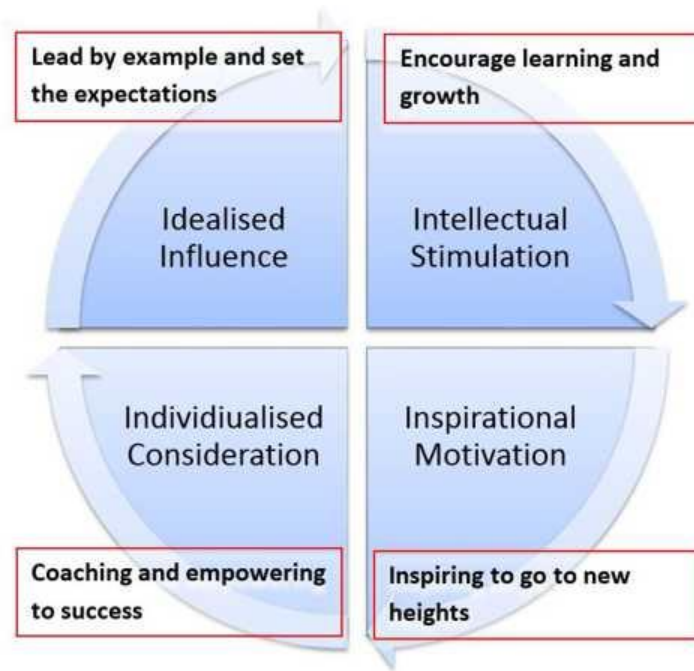 Lead by example and set
the expectations
Encourage learning and
growth
Idealised
Influence
Intellectual
Stimulation
Individiualised
Consideration
Inspirational
Motivation
Coaching and empowering
to success
Inspiring to go to new
heights